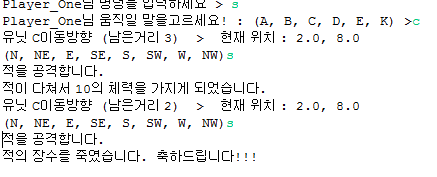 Player_One님 명령을 입력하세요 > s
Player_One님 움직일 말을고르세요! : (A, B, C, D, E, K) >c
유닛 C이동방향 (남은거리 3)  >  현재 위치 : 2.0, 8.0
(N, NE, E, SE, S, SW, W, NW)s
적을 공격합니다.
적이 다쳐서 10의 체력을 가지게 되었습니다.
유닛 C이동방향 (남은거리 2)  >  현재 위치 : 2.0, 8.0
(N, NE, E, SE, S, SW, W, NW)s
적을 공격합니다.
적의 장수를 죽였습니다. 축하드립니다!!!